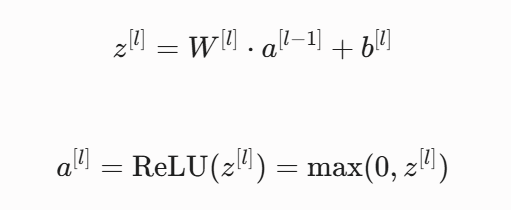 z^{[l]} = W^{[l]} · a^{[l−1]} + b^{[l]}
a^{[l]} = ReLU(z^{[l]}) = max(0, z^{[l]})